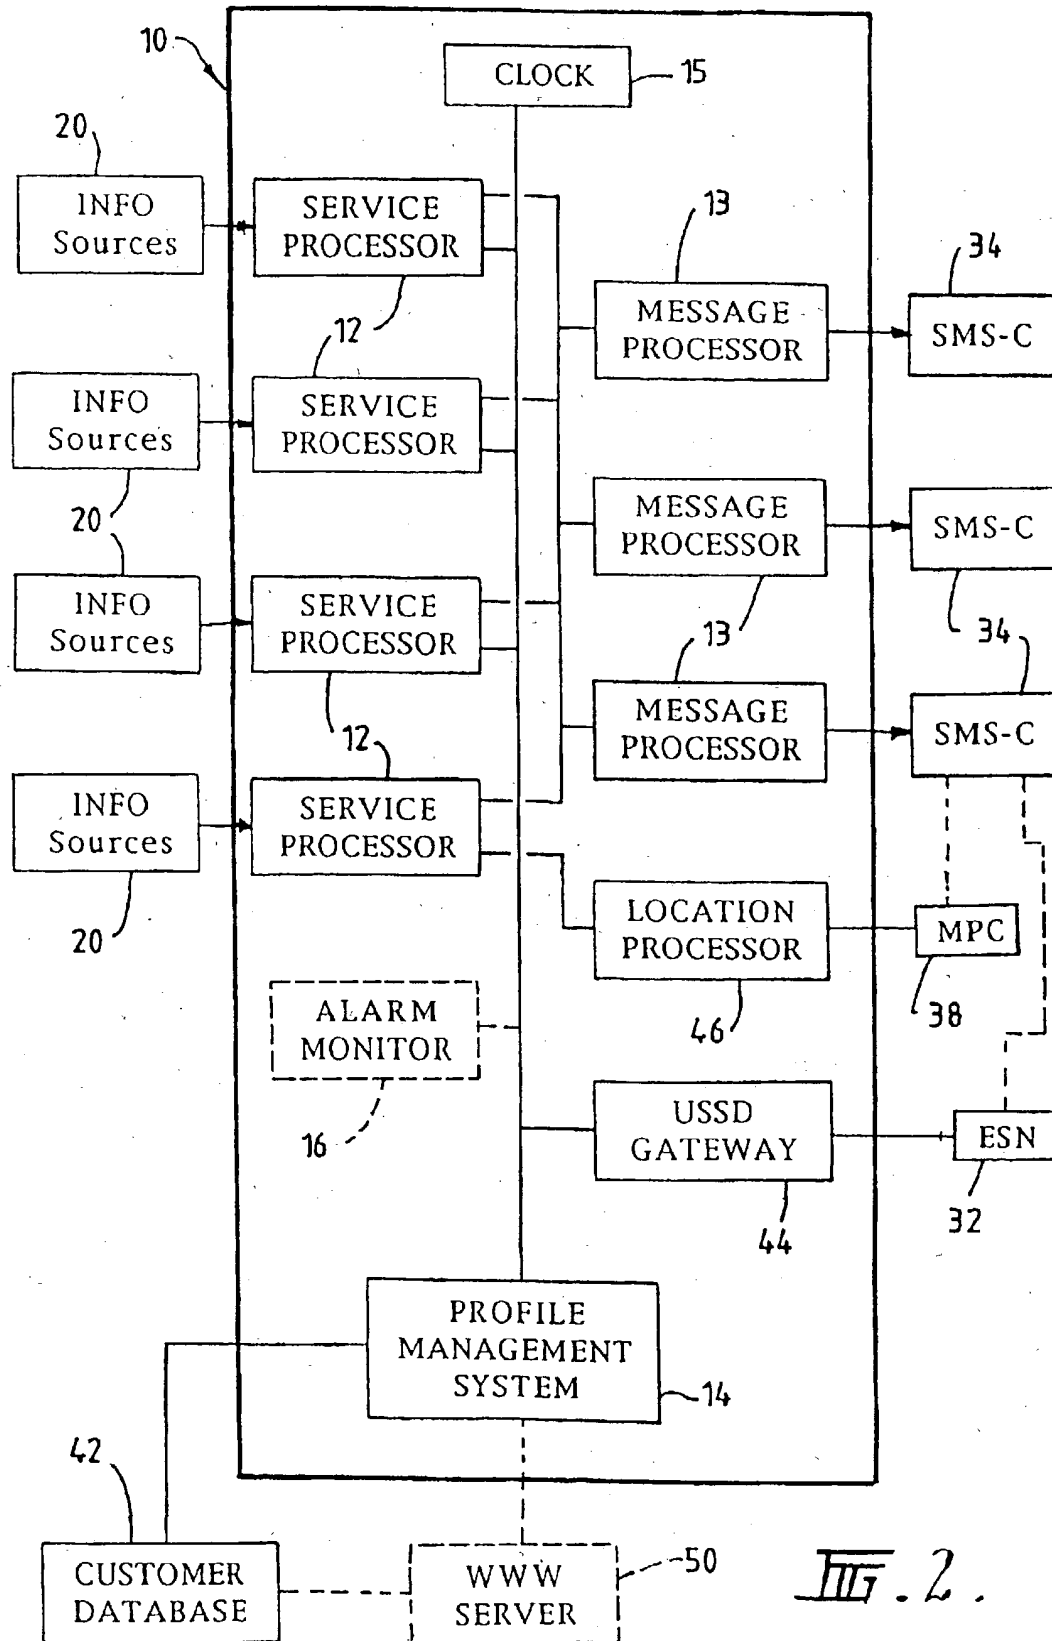 10
CLOCK
15
20
INFO
Sources
SERVICE
PROCESSOR
13
34
MESSAGE
PROCESSOR
SMS-C
12
INFO
Sources
SERVICE
PROCESSOR
20
MESSAGE
PROCESSOR
SMS-C
INFO
Sources
SERVICE
PROCESSOR
13
34
MESSAGE
PROCESSOR
SMS-C
12
INFO
Sources
SERVICE
PROCESSOR
20
LOCATION
PROCESSOR
MPC
38
46
ALARM
MONITOR
16
USSD
GATEWAY
ESN
32
44
PROFILE
MANAGEMENT
SYSTEM
14
42
CUSTOMER
DATABASE
WWW
SERVER
50
FIG. 2.